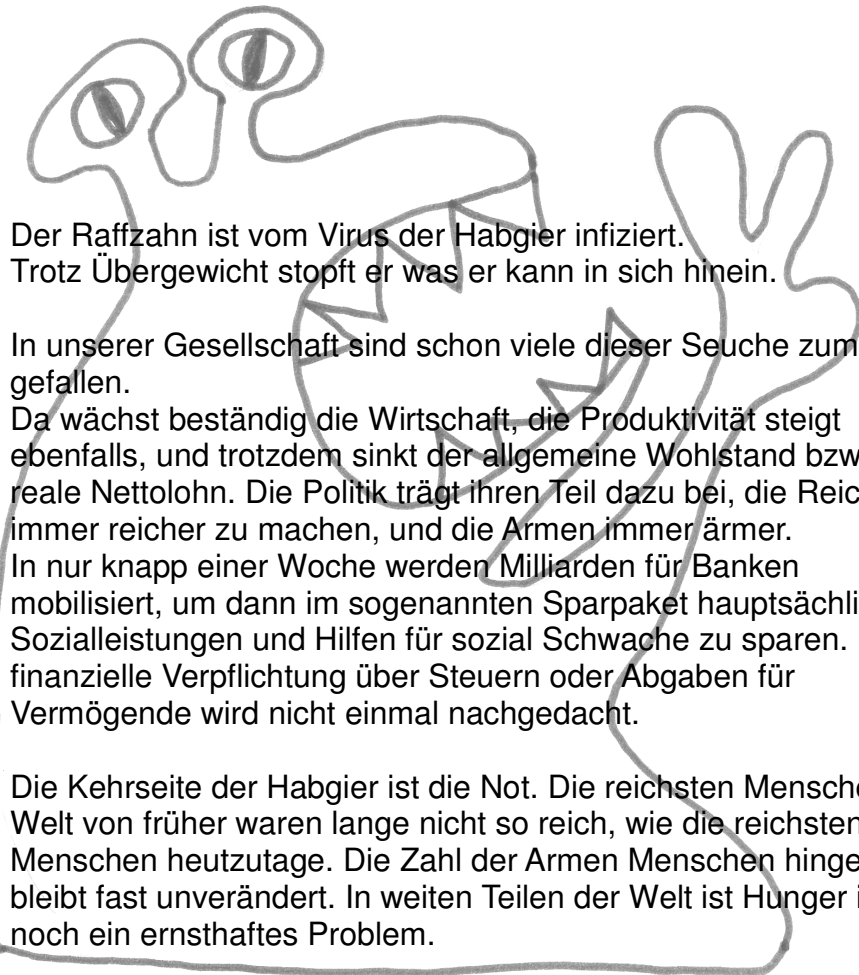 Der Raffzahn ist vom Virus der Habgier infiziert.
Trotz Übergewicht stopft er was er kann in sich hinein.
In unserer Gesellschaft sind schon viele dieser Seuche zum
gefallen.
Da wächst beständig die Wirtschaft, die Produktivität steigt
ebenfalls, und trotzdem sinkt der allgemeine Wohlstand bzw
reale Nettolohn. Die Politik trägt ihren Teil dazu bei, die Reic
immer reicher zu machen, und die Armen immer ärmer.
In nur knapp einer Woche werden Milliarden für Banken
mobilisiert, um dann im sogenannten Sparpaket hauptsächli
Sozialleistungen und Hilfen für sozial Schwache zu sparen.
finanzielle Verpflichtung über Steuern oder Abgaben für
Vermögende wird nicht einmal nachgedacht.
Die Kehrseite der Habgier ist die Not. Die reichsten Mensche
Welt von früher waren lange nicht so reich, wie die reichsten
Menschen heutzutage. Die Zahl der Armen Menschen hinge
bleibt fast unverändert. In weiten Teilen der Welt ist Hunger i
noch ein ernsthaftes Problem.